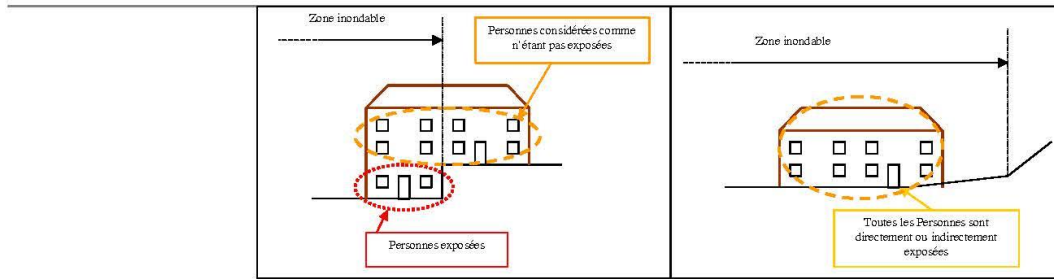 Zone inondable
Personnes considérées comme
n'étant pas exposées
Personnes exposées
Zone inondable
Toutes les Personnes sont
directement ou indirectement
exposées